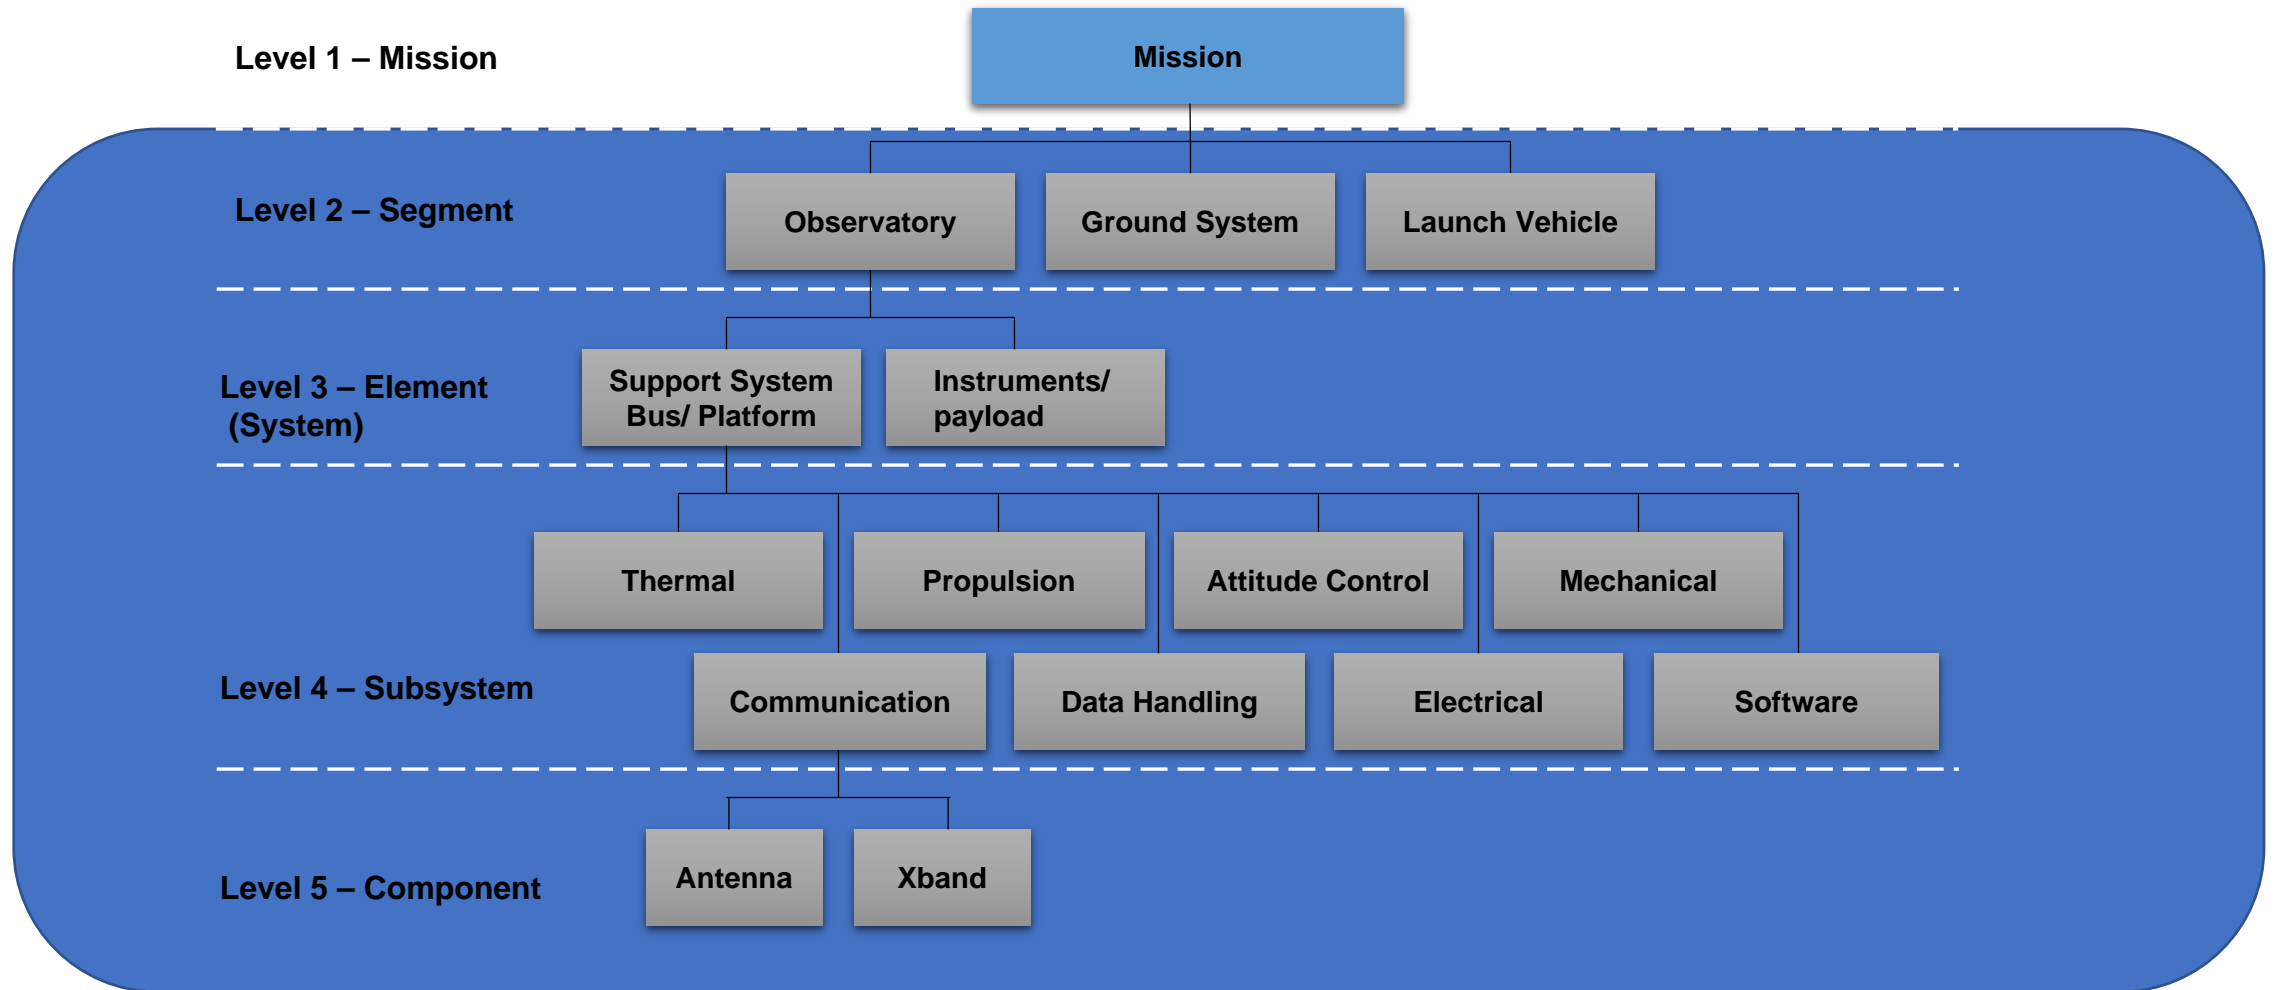 Level 1 – Mission
Mission
Level 2 – Segment
Observatory
Ground System
Launch Vehicle
Level 3 – Element
(System)
Support System
Bus/ Platform
Instruments/
payload
Thermal
Propulsion
Attitude Control
Mechanical
Level 4 – Subsystem
Communication
Data Handling
Electrical
Software
Level 5 – Component
Antenna
Xband